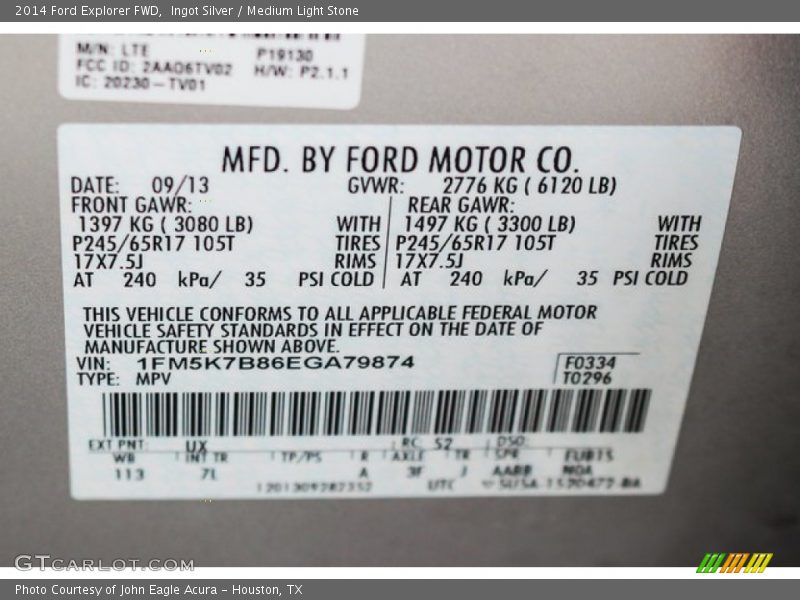 2014 Ford Explorer FWD,  Ingot Silver / Medium Light Stone
M/N: LTE P19130
FCC ID: 2AAO6TV02 H/W: P2.1.1
IC: 20230-TV01
MFD. BY FORD MOTOR CO.
DATE: 09/13 GVWR: 2776 KG ( 6120 LB)
FRONT GAWR: REAR GAWR:
1397 KG ( 3080 LB) WITH 1497 KG ( 3300 LB) WITH
P245/65R17 105T TIRES P245/65R17 105T TIRES
17X7.5J RIMS 17X7.5J RIMS
AT 240 kPa/ 35 PSI COLD AT 240 kPa/ 35 PSI COLD
THIS VEHICLE CONFORMS TO ALL APPLICABLE FEDERAL MOTOR
VEHICLE SAFETY STANDARDS IN EFFECT ON THE DATE OF
MANUFACTURE SHOWN ABOVE.
VIN: 1FM5K7B86EGA79874 F0334
TYPE: MPV T0296
EXT PNT: UX RC: 52 DSO:
WB INT TR TP/PS R AXLE TR SPR
113 7L A 3F J AABB
UTC
GTCarLot.com
Photo Courtesy of John Eagle Acura - Houston, TX